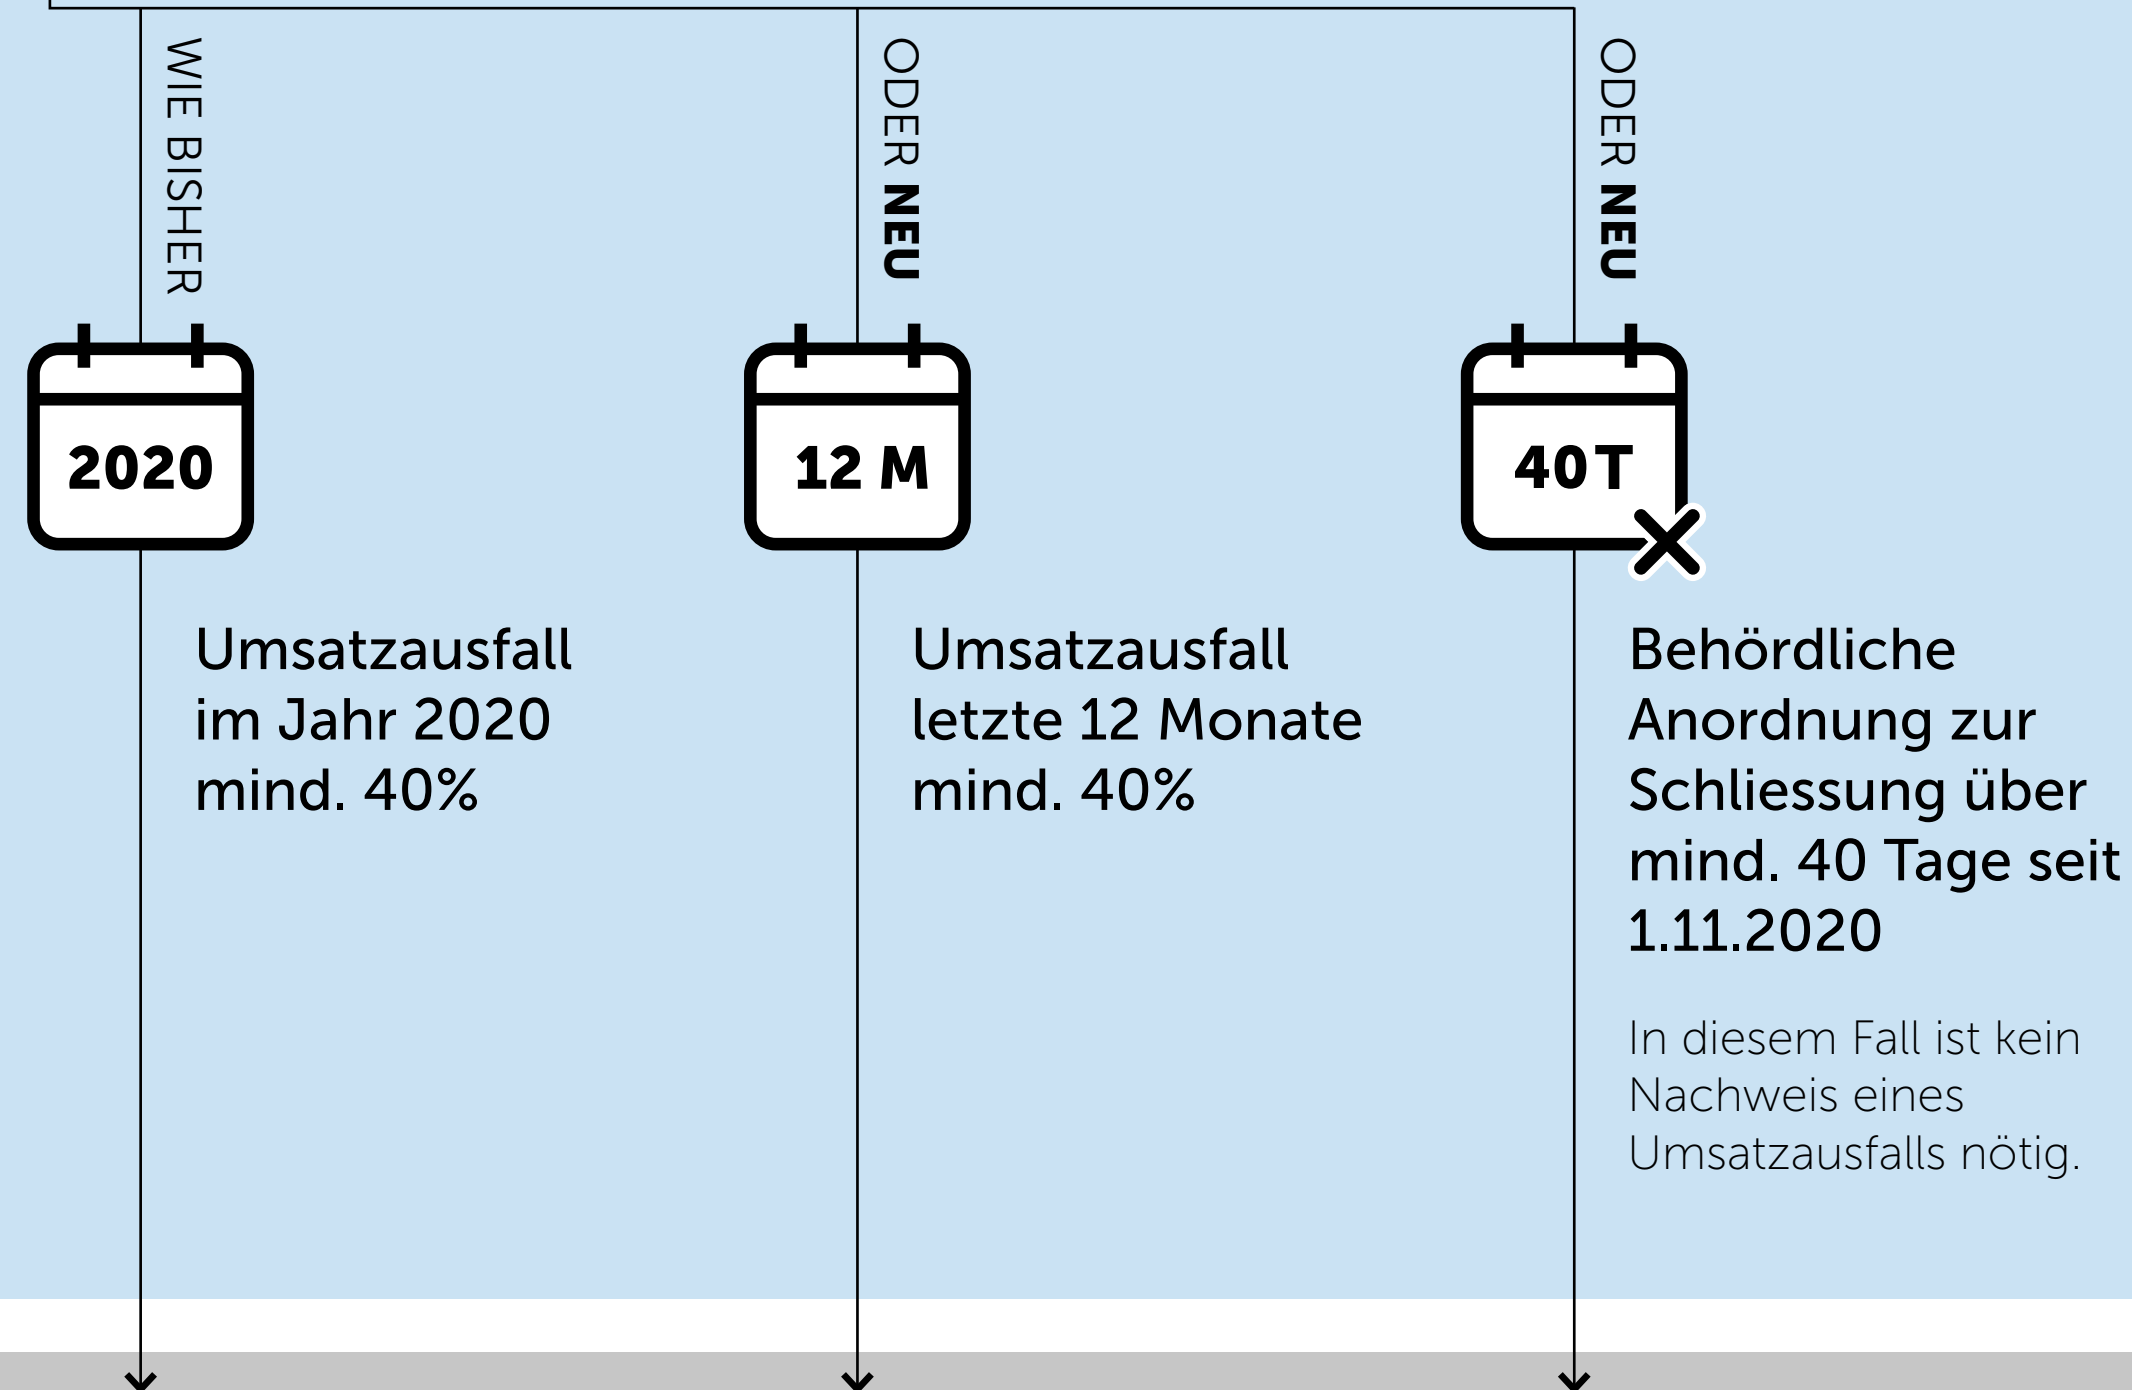 WIE BISHER
2020
Umsatzausfall
im Jahr 2020
mind. 40%
ODER NEU
12 M
Umsatzausfall
letzte 12 Monate
mind. 40%
ODER NEU
40 T
Behördliche
Anordnung zur
Schliessung über
mind. 40 Tage seit
1.11.2020
In diesem Fall ist kein
Nachweis eines
Umsatzausfalls nötig.